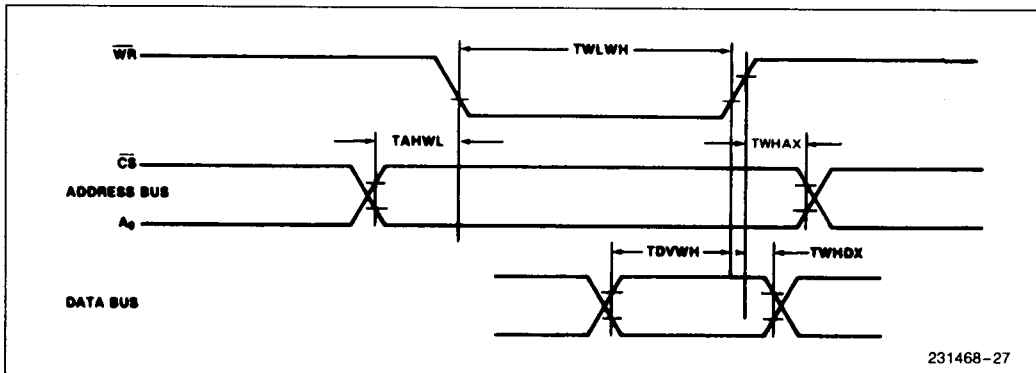 WR
TWLWH
TAHWL
TWHAX
CS
ADDRESS BUS
A₀
TDVWH
TWHDX
DATA BUS
231468-27